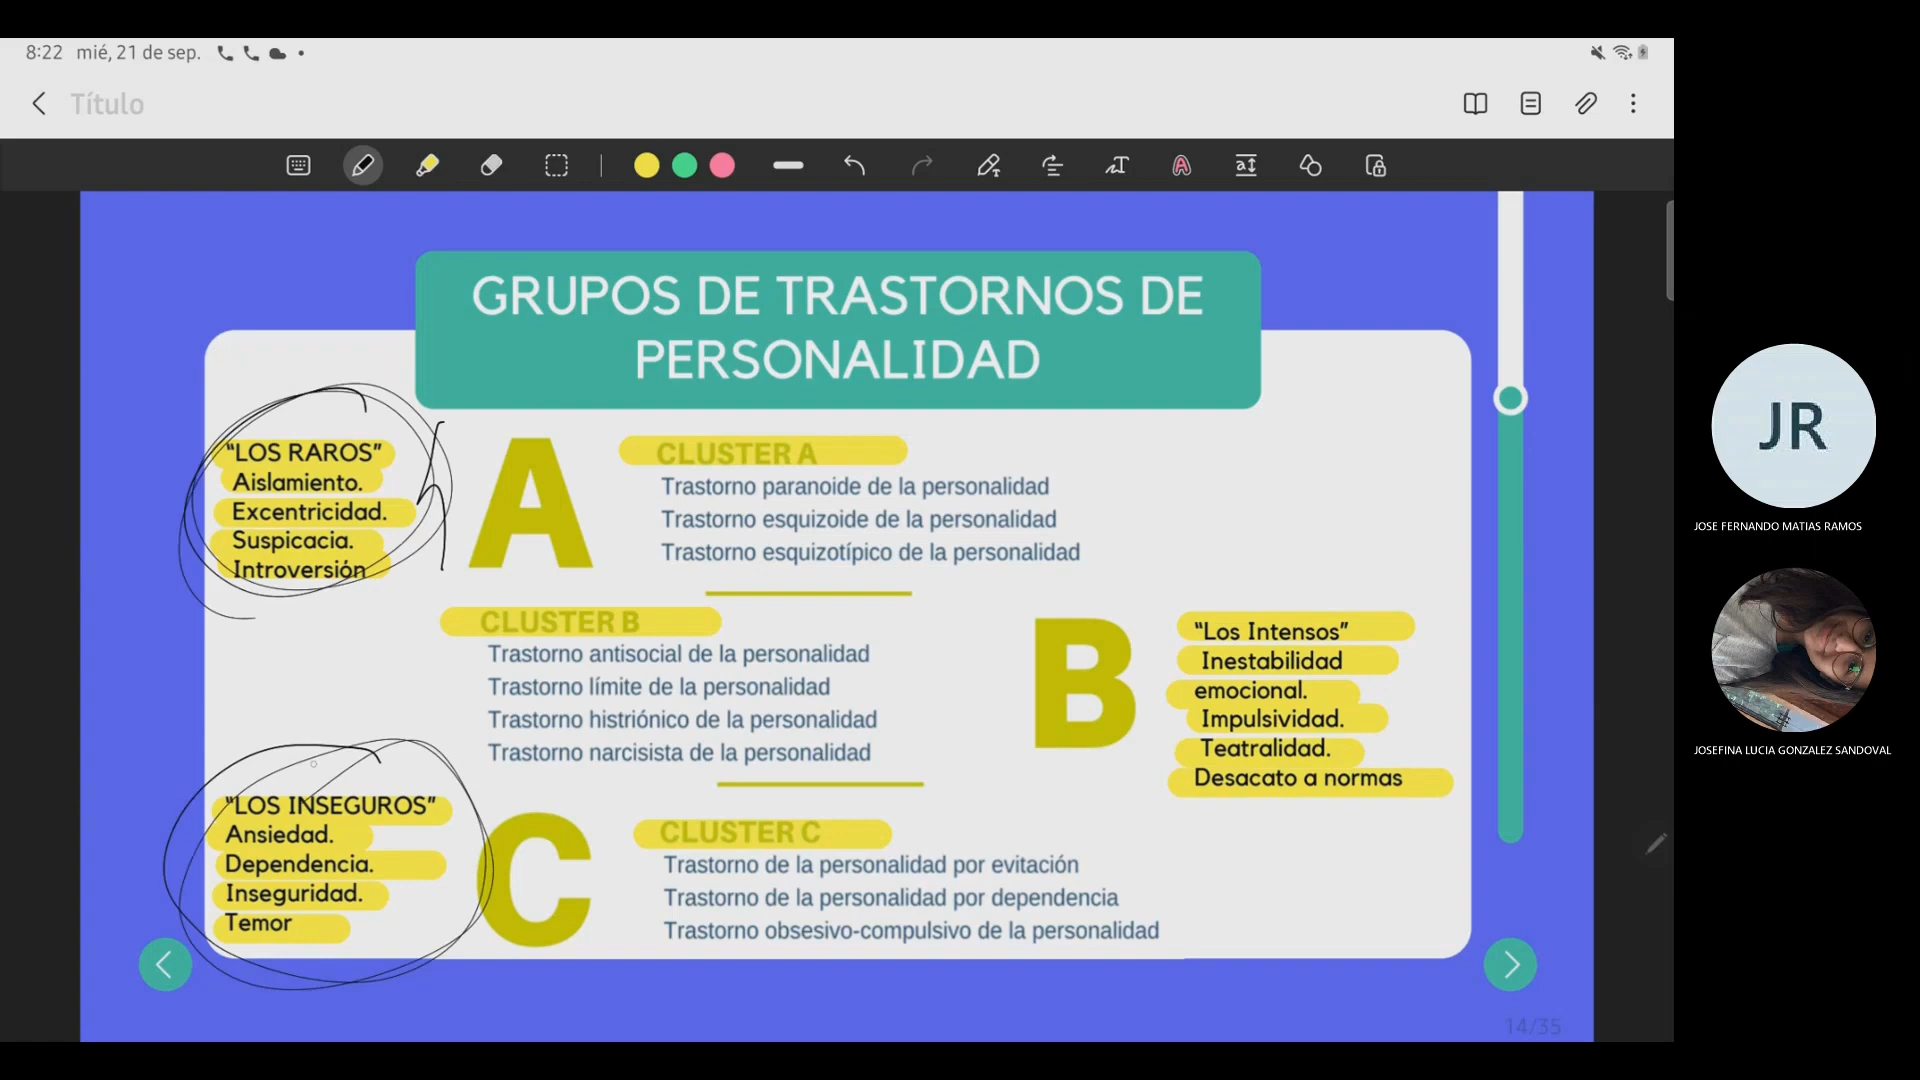 8:22 mié, 21 de sep.
Título
GRUPOS DE TRASTORNOS DE
PERSONALIDAD
"LOS RAROS"
Aislamiento.
Excentricidad.
Suspicacia.
Introversión
A
CLUSTER A
Trastorno paranoide de la personalidad
Trastorno esquizoide de la personalidad
Trastorno esquizotípico de la personalidad
CLUSTER B
Trastorno antisocial de la personalidad
Trastorno límite de la personalidad
Trastorno histriónico de la personalidad
Trastorno narcisista de la personalidad
B
"Los Intensos"
Inestabilidad
emocional.
Impulsividad.
Teatralidad.
Desacato a normas
"LOS INSEGUROS"
Ansiedad.
Dependencia.
Inseguridad.
Temor
C
CLUSTER C
Trastorno de la personalidad por evitación
Trastorno de la personalidad por dependencia
Trastorno obsesivo-compulsivo de la personalidad
14/35
JR
JOSE FERNANDO MATIAS RAMOS
JOSEFINA LUCIA GONZALEZ SANDOVAL